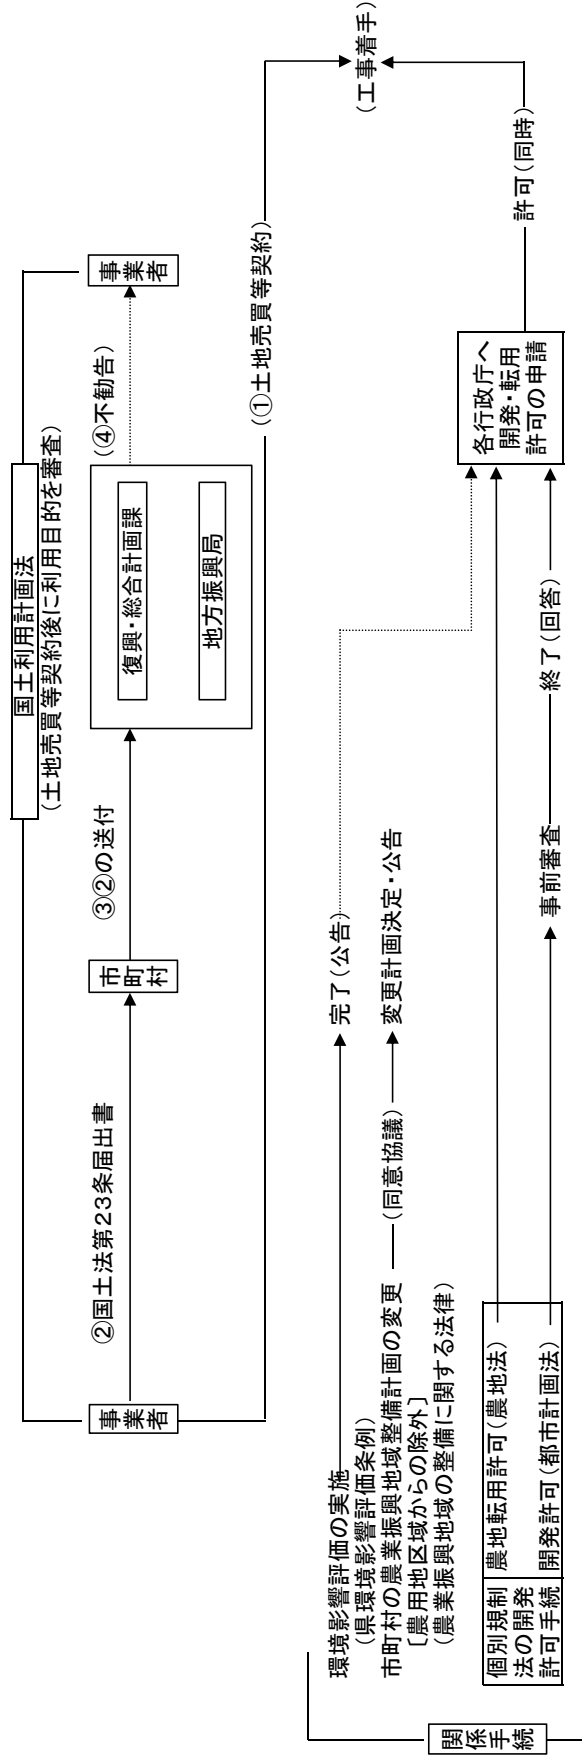 国土利用計画法
(土地売買等契約後に利用目的を審査)
事業者
②国土法第23条届出書
市町村
③②の送付
復興・総合計画課
地方振興局
(④不勧告)
事業者
(①土地売買等契約)
(工事着手)
関係手続
環境影響評価の実施
(県環境影響評価条例)
完了(公告)
市町村の農業振興地域整備計画の変更
(同意協議)
変更計画決定・公告
[農用地区域からの除外]
(農業振興地域の整備に関する法律)
個別規制
法の開発
許可手続
農地転用許可(農地法)
開発許可(都市計画法)
事前審査
終了(回答)
各行政庁へ
開発・転用
許可の申請
許可(同時)